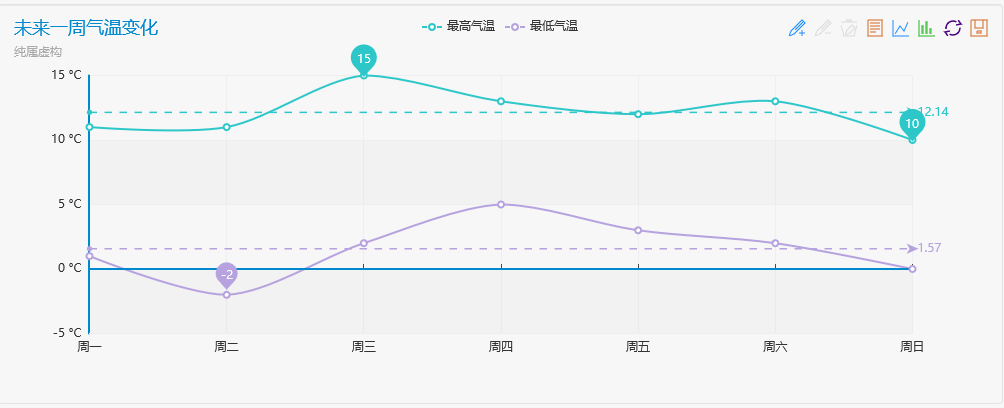 未来一周气温变化
纯属虚构
最高气温 最低气温
15 °C
10 °C
5 °C
0 °C
-5 °C
15
12.14
10
-2
1.57
周一 周二 周三 周四 周五 周六 周日